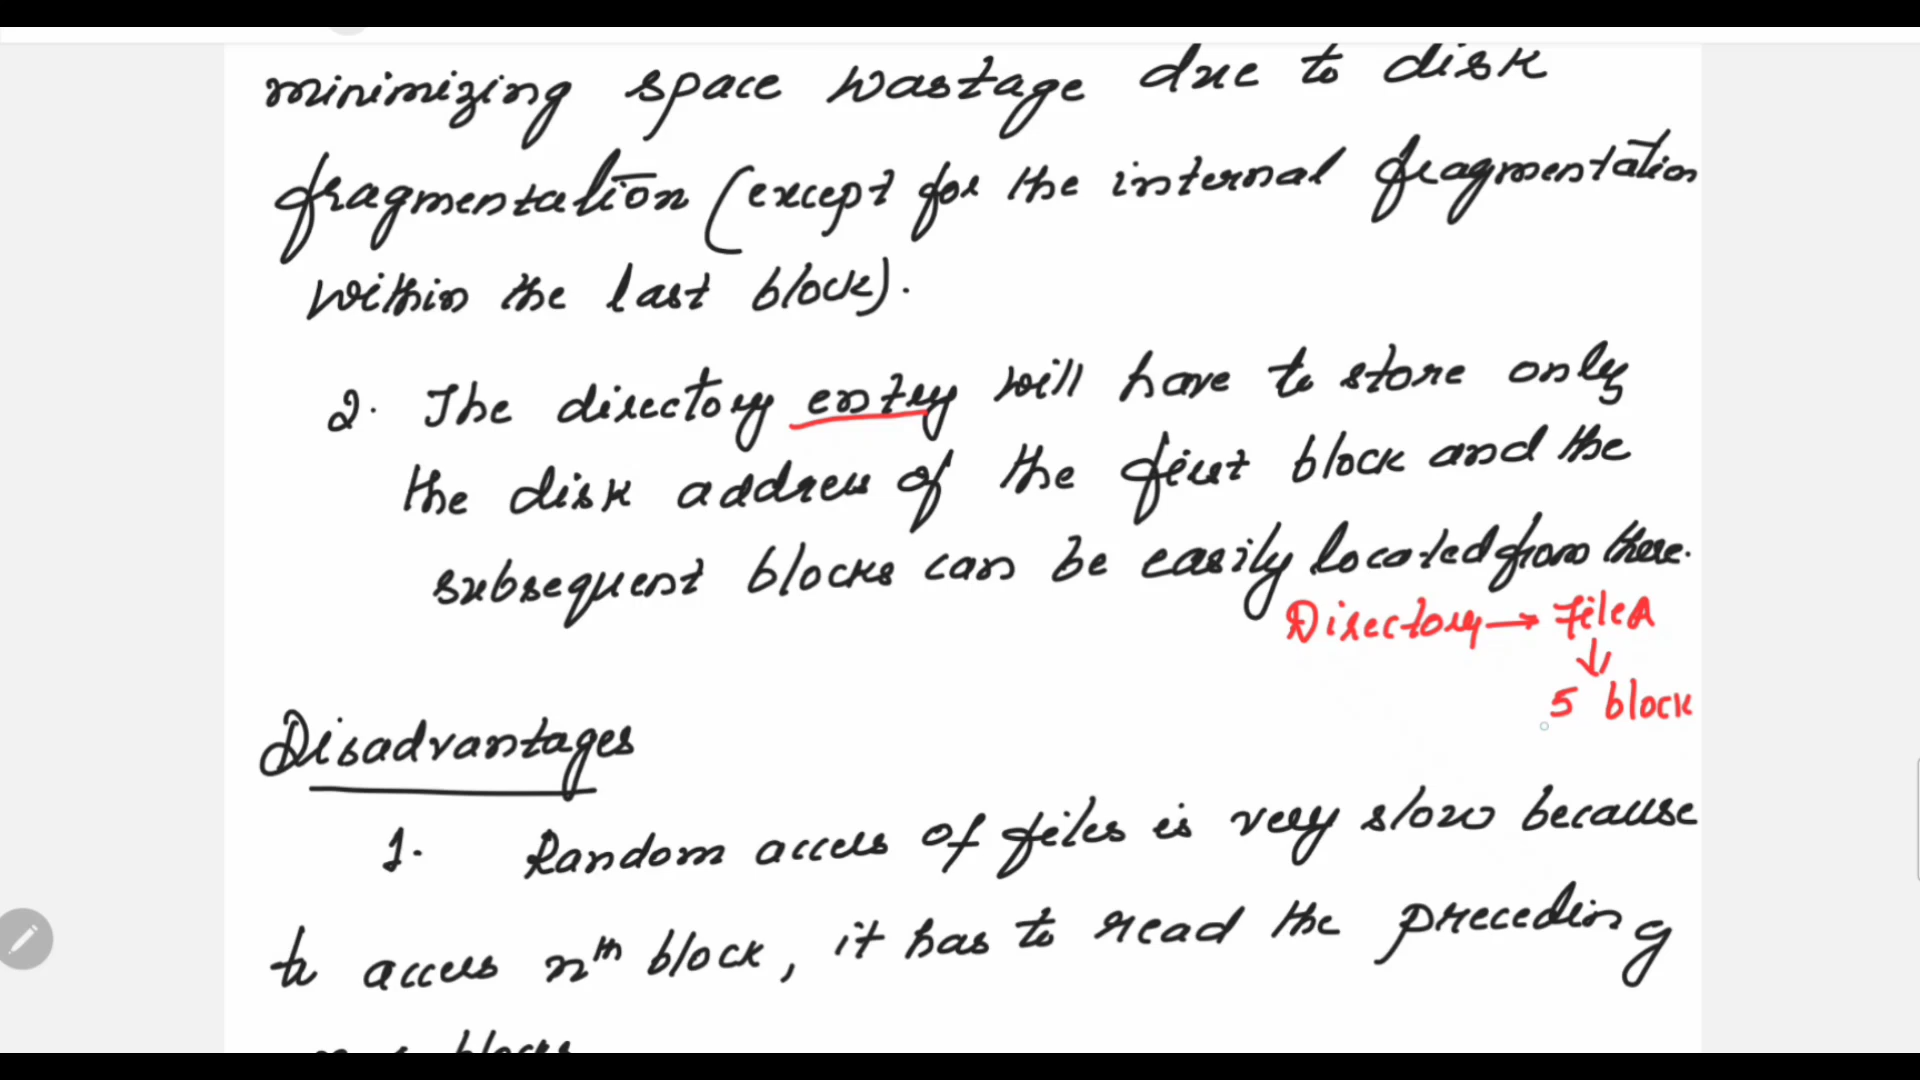 minimizing space wastage due to disk
fragmentation (except for the internal fragmentation
within the last block).
2. The directory entry will have to store only
the disk address of the first block and the
subsequent blocks can be easily located from there.
Directory → Files
↓
5 block
Disadvantages
1. Random access of files is very slow because
to access nth block, it has to read the preceding
blocks